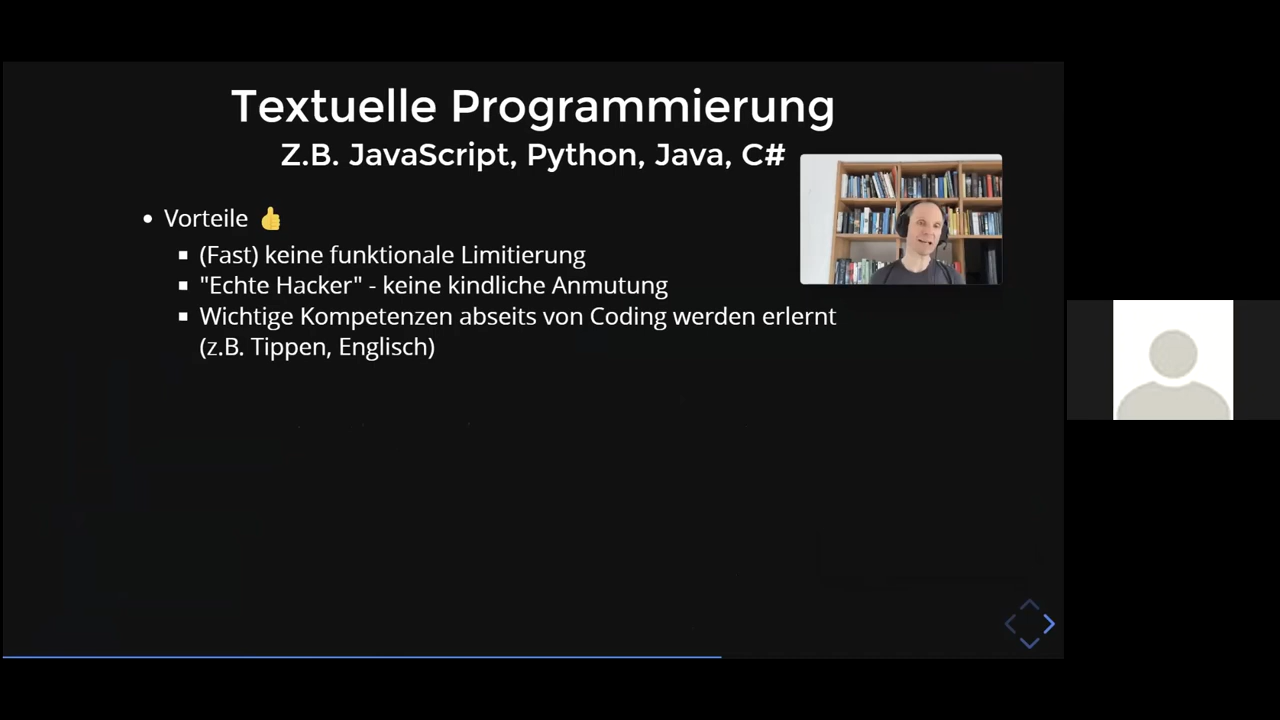 Textuelle Programmierung
Z.B. JavaScript, Python, Java, C#
Vorteile 👍
(Fast) keine funktionale Limitierung
"Echte Hacker" - keine kindliche Anmutung
Wichtige Kompetenzen abseits von Coding werden erlernt
(z.B. Tippen, Englisch)